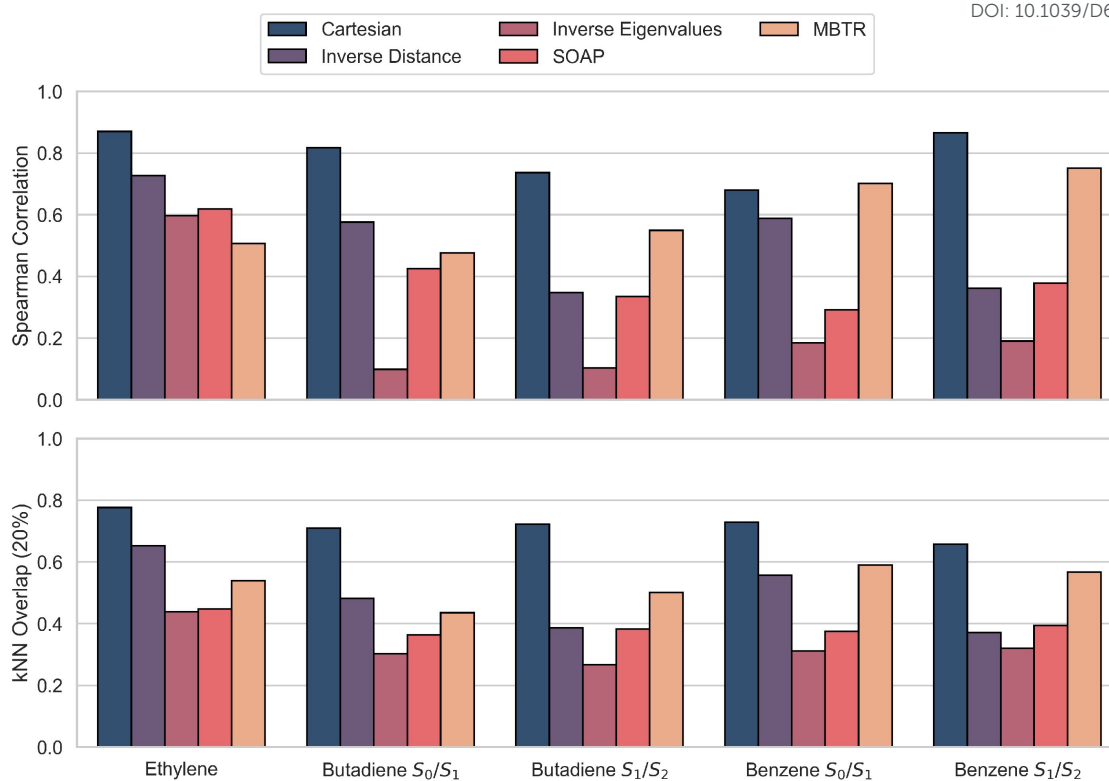 DOI: 10.1039/D6
Cartesian
Inverse Eigenvalues
MBTR
Inverse Distance
SOAP
1.0
0.8
0.6
0.4
0.2
0.0
Spearman Correlation
1.0
0.8
0.6
0.4
0.2
0.0
kNN Overlap (20%)
Ethylene
Butadiene S₀/S₁
Butadiene S₁/S₂
Benzene S₀/S₁
Benzene S₁/S₂